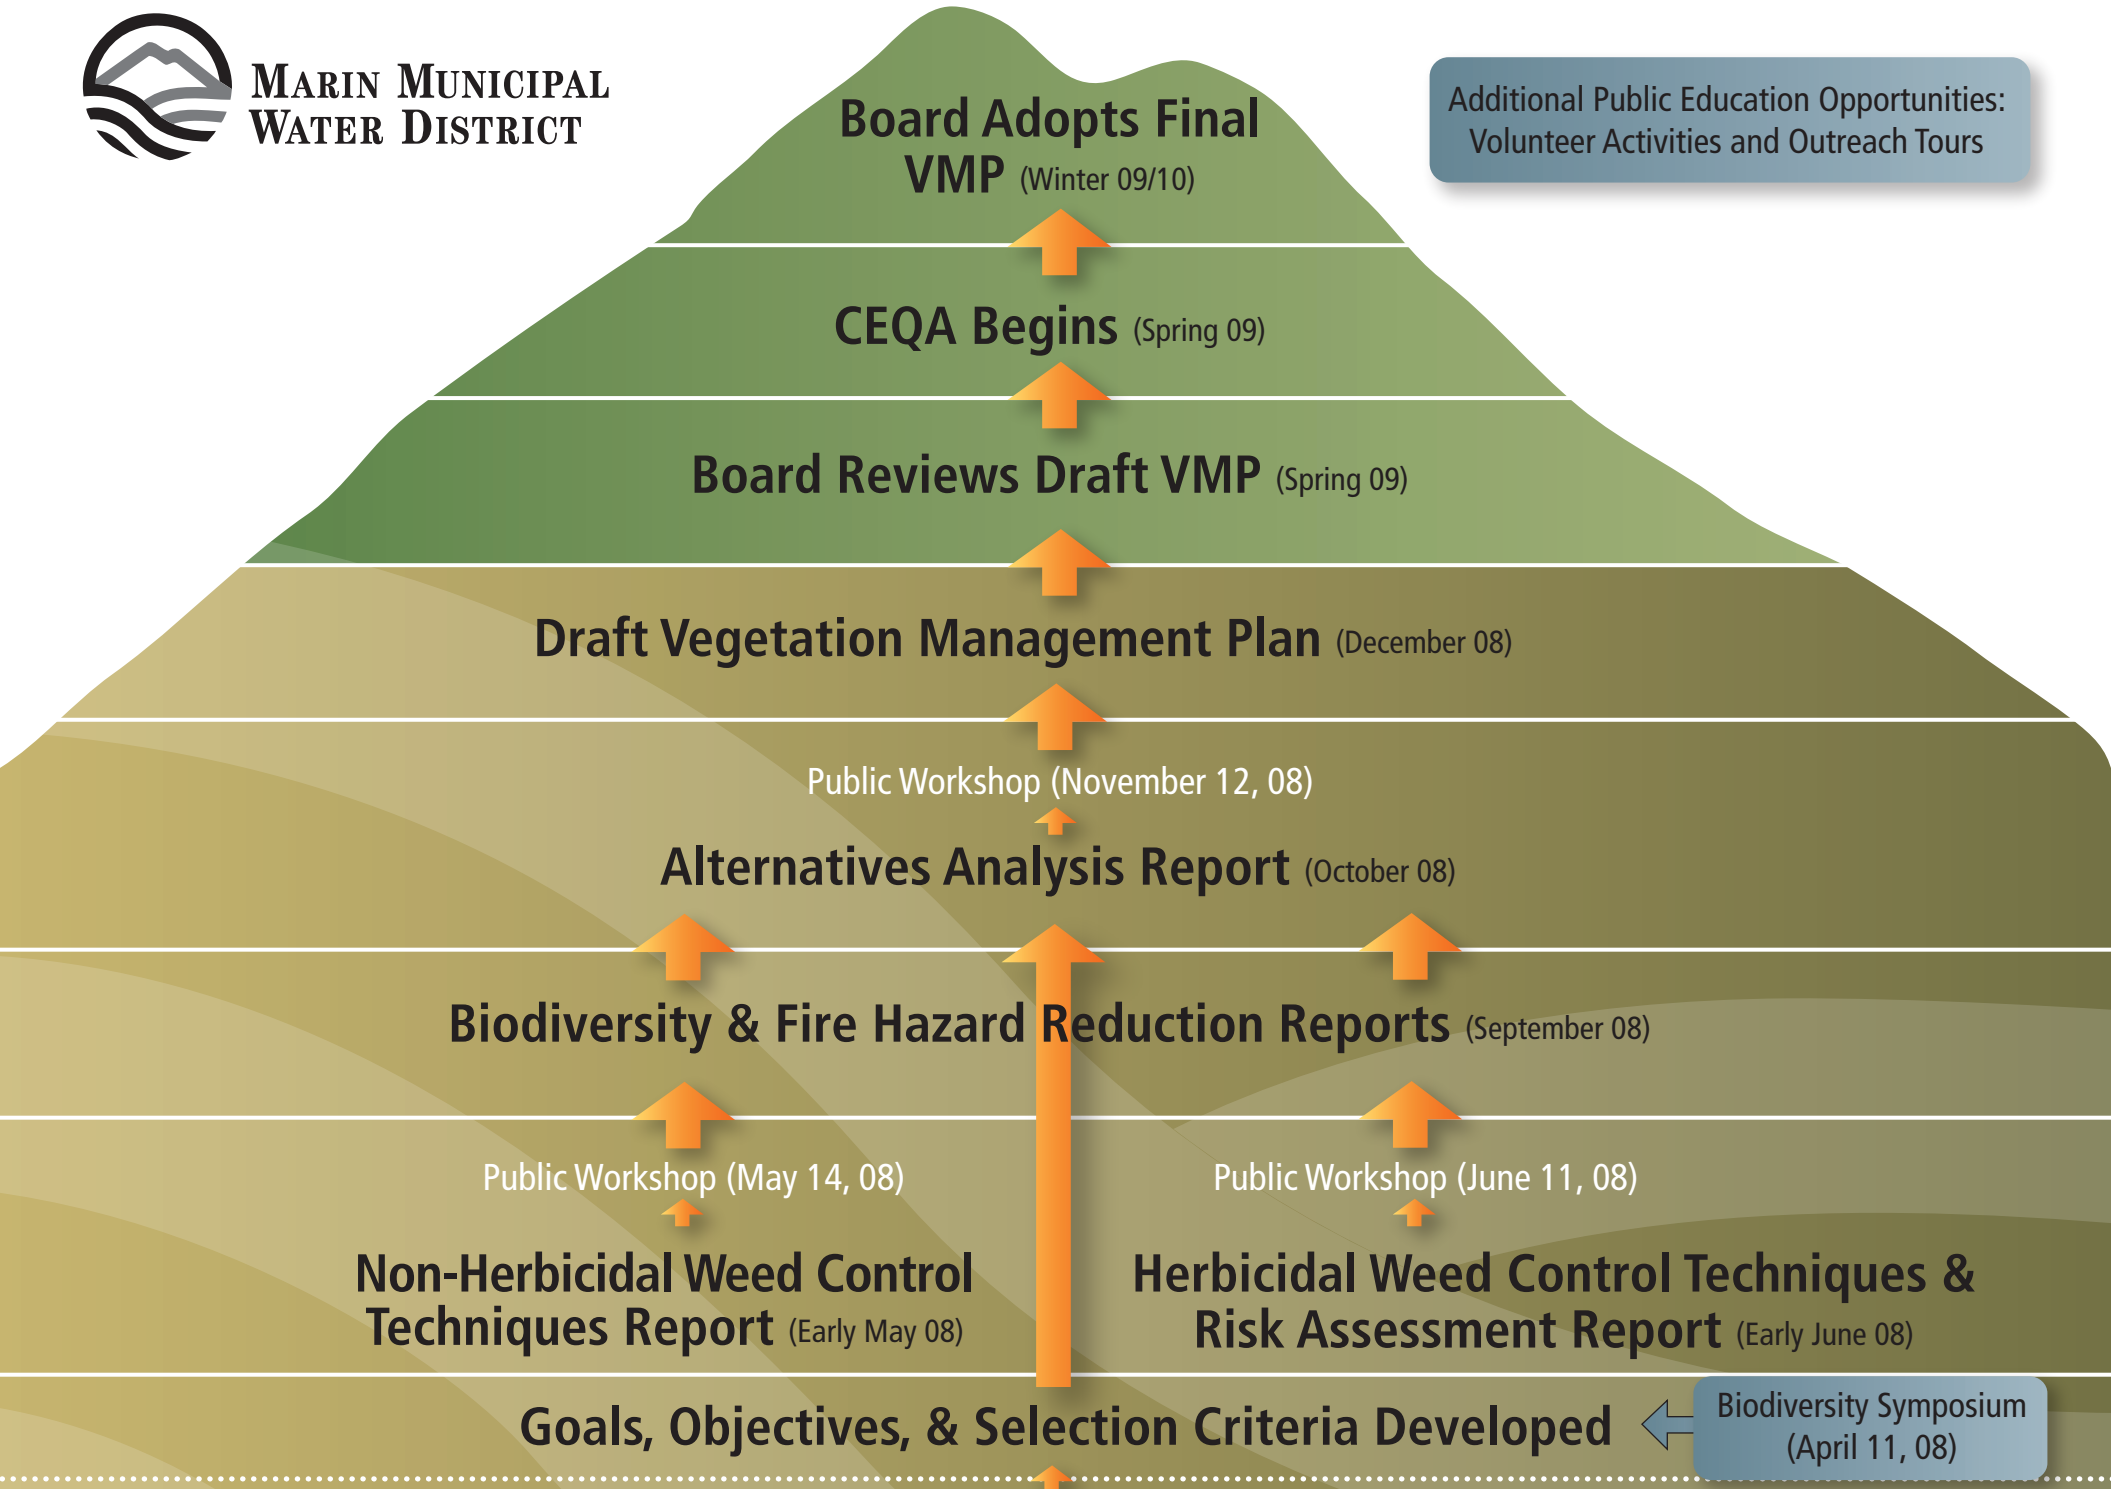 MARIN MUNICIPAL
WATER DISTRICT
Additional Public Education Opportunities:
Volunteer Activities and Outreach Tours
Board Adopts Final
VMP (Winter 09/10)
CEQA Begins (Spring 09)
Board Reviews Draft VMP (Spring 09)
Draft Vegetation Management Plan (December 08)
Public Workshop (November 12, 08)
Alternatives Analysis Report (October 08)
Biodiversity & Fire Hazard Reduction Reports (September 08)
Public Workshop (May 14, 08)
Non-Herbicidal Weed Control
Techniques Report (Early May 08)
Public Workshop (June 11, 08)
Herbicidal Weed Control Techniques &
Risk Assessment Report (Early June 08)
Goals, Objectives, & Selection Criteria Developed
Biodiversity Symposium
(April 11, 08)